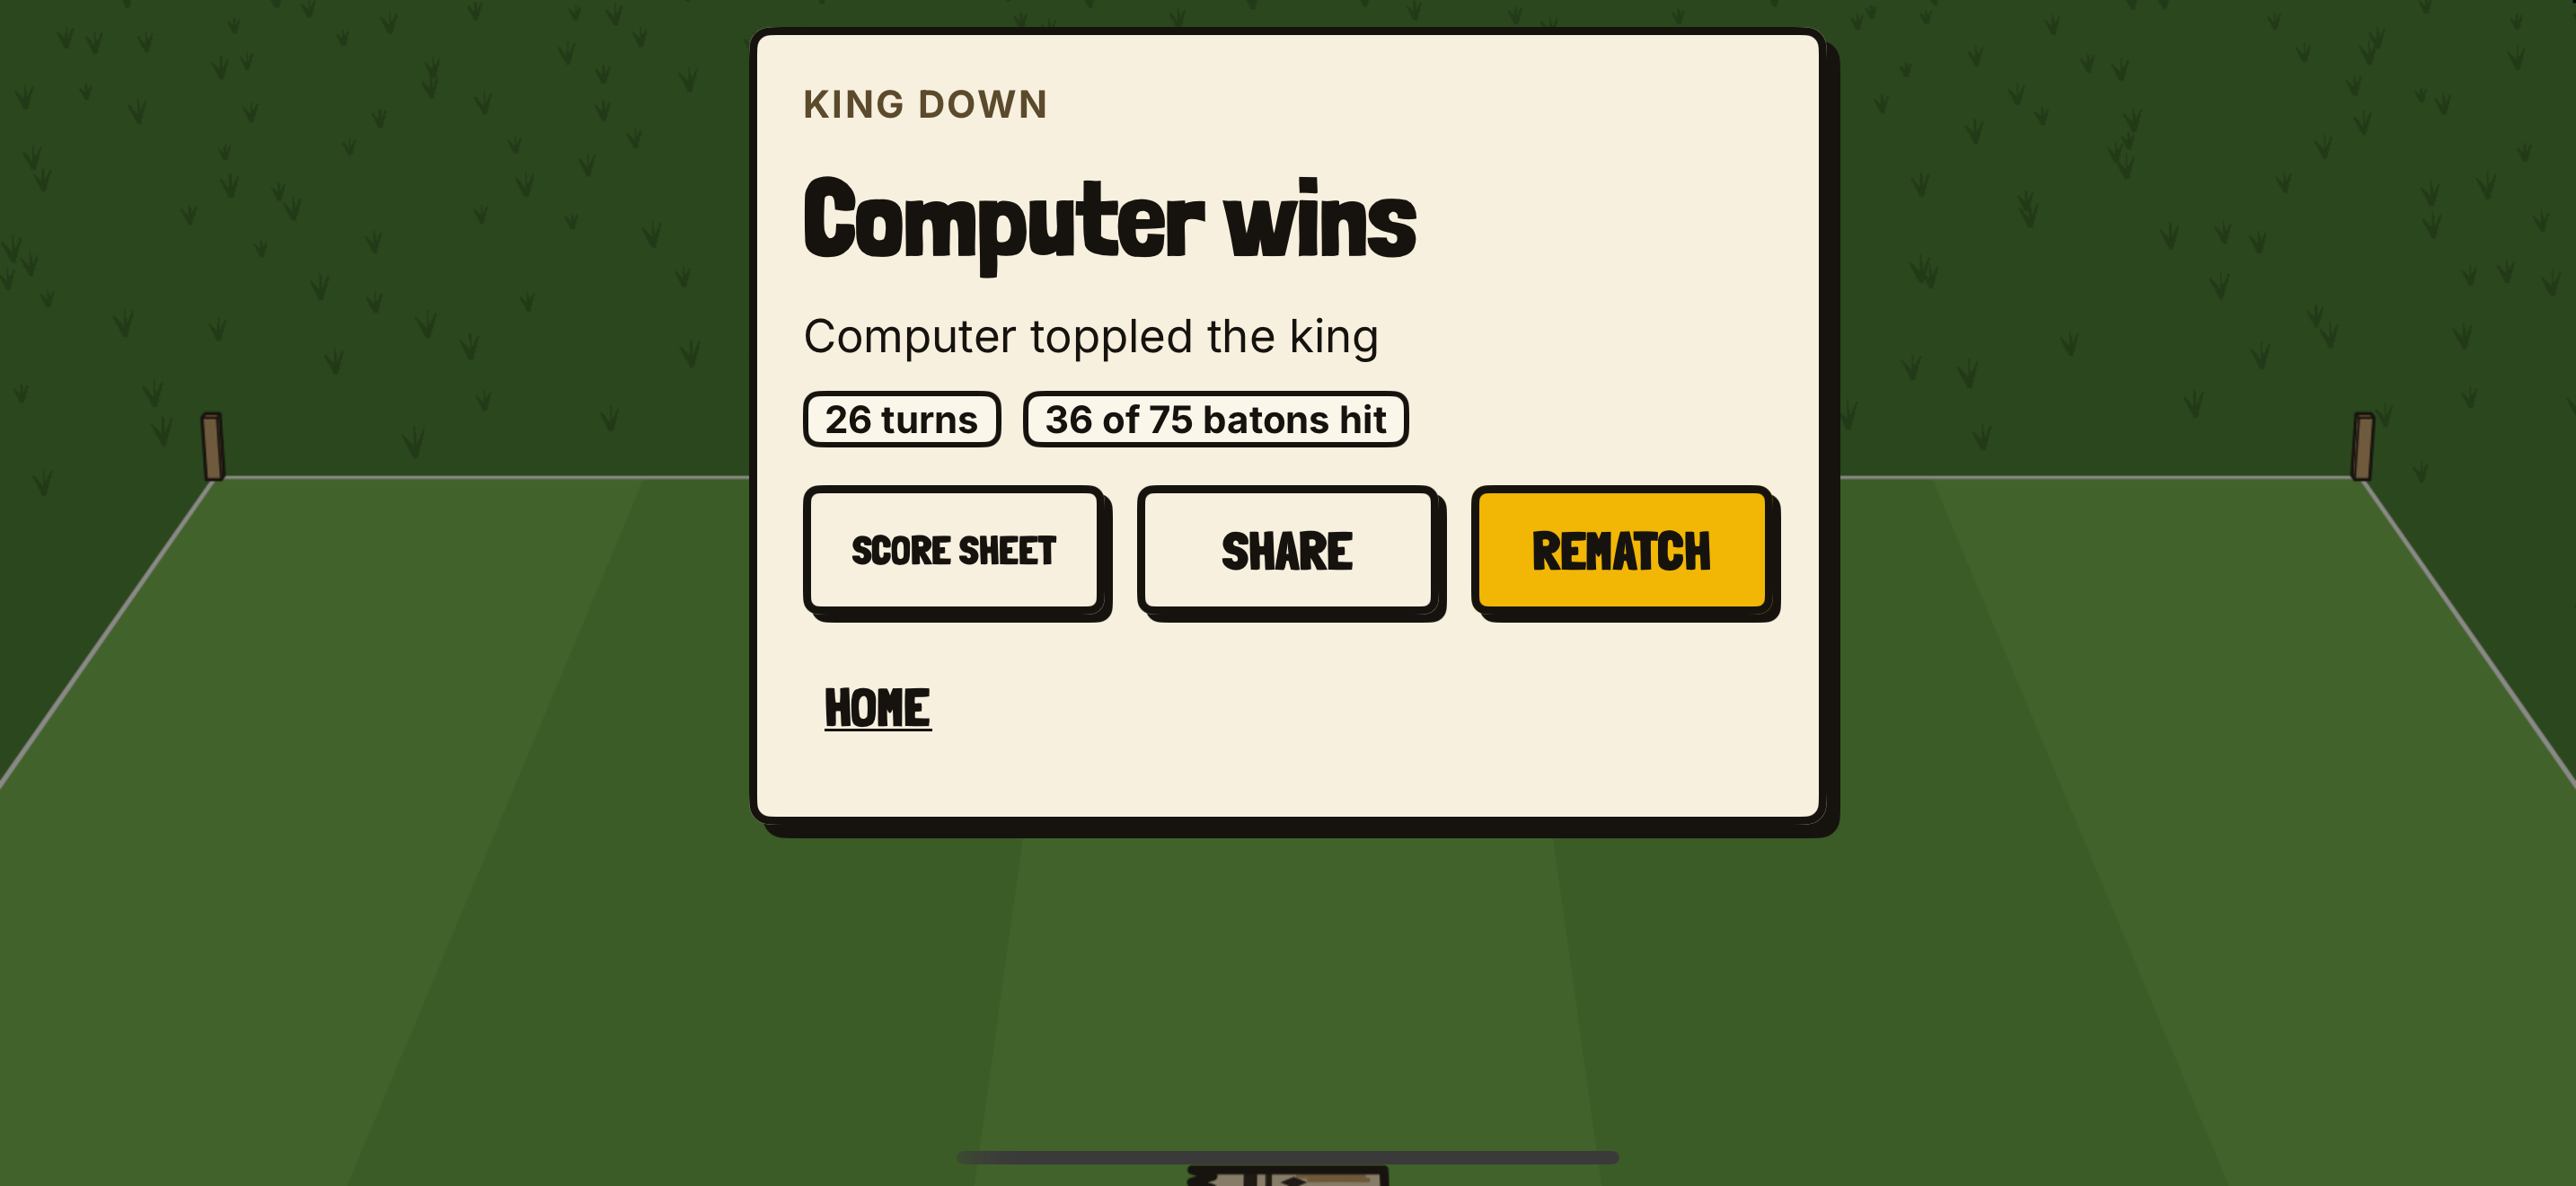 KING DOWN
Computer wins
Computer toppled the king
26 turns 36 of 75 batons hit
SCORE SHEET SHARE REMATCH
HOME